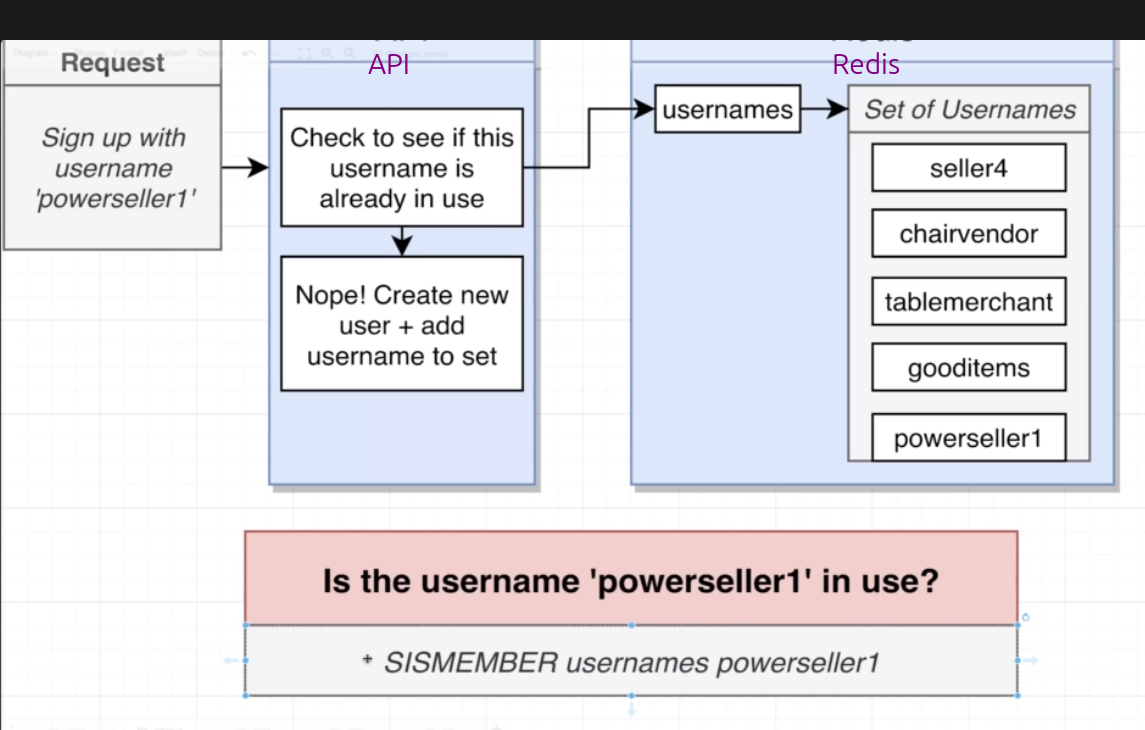 Request
API
Redis
Sign up with
username
'powerseller1'
Check to see if this
username is
already in use
Nope! Create new
user + add
username to set
usernames
Set of Usernames
seller4
chairvendor
tablemerchant
gooditems
powerseller1
Is the username 'powerseller1' in use?
SISMEMBER usernames powerseller1